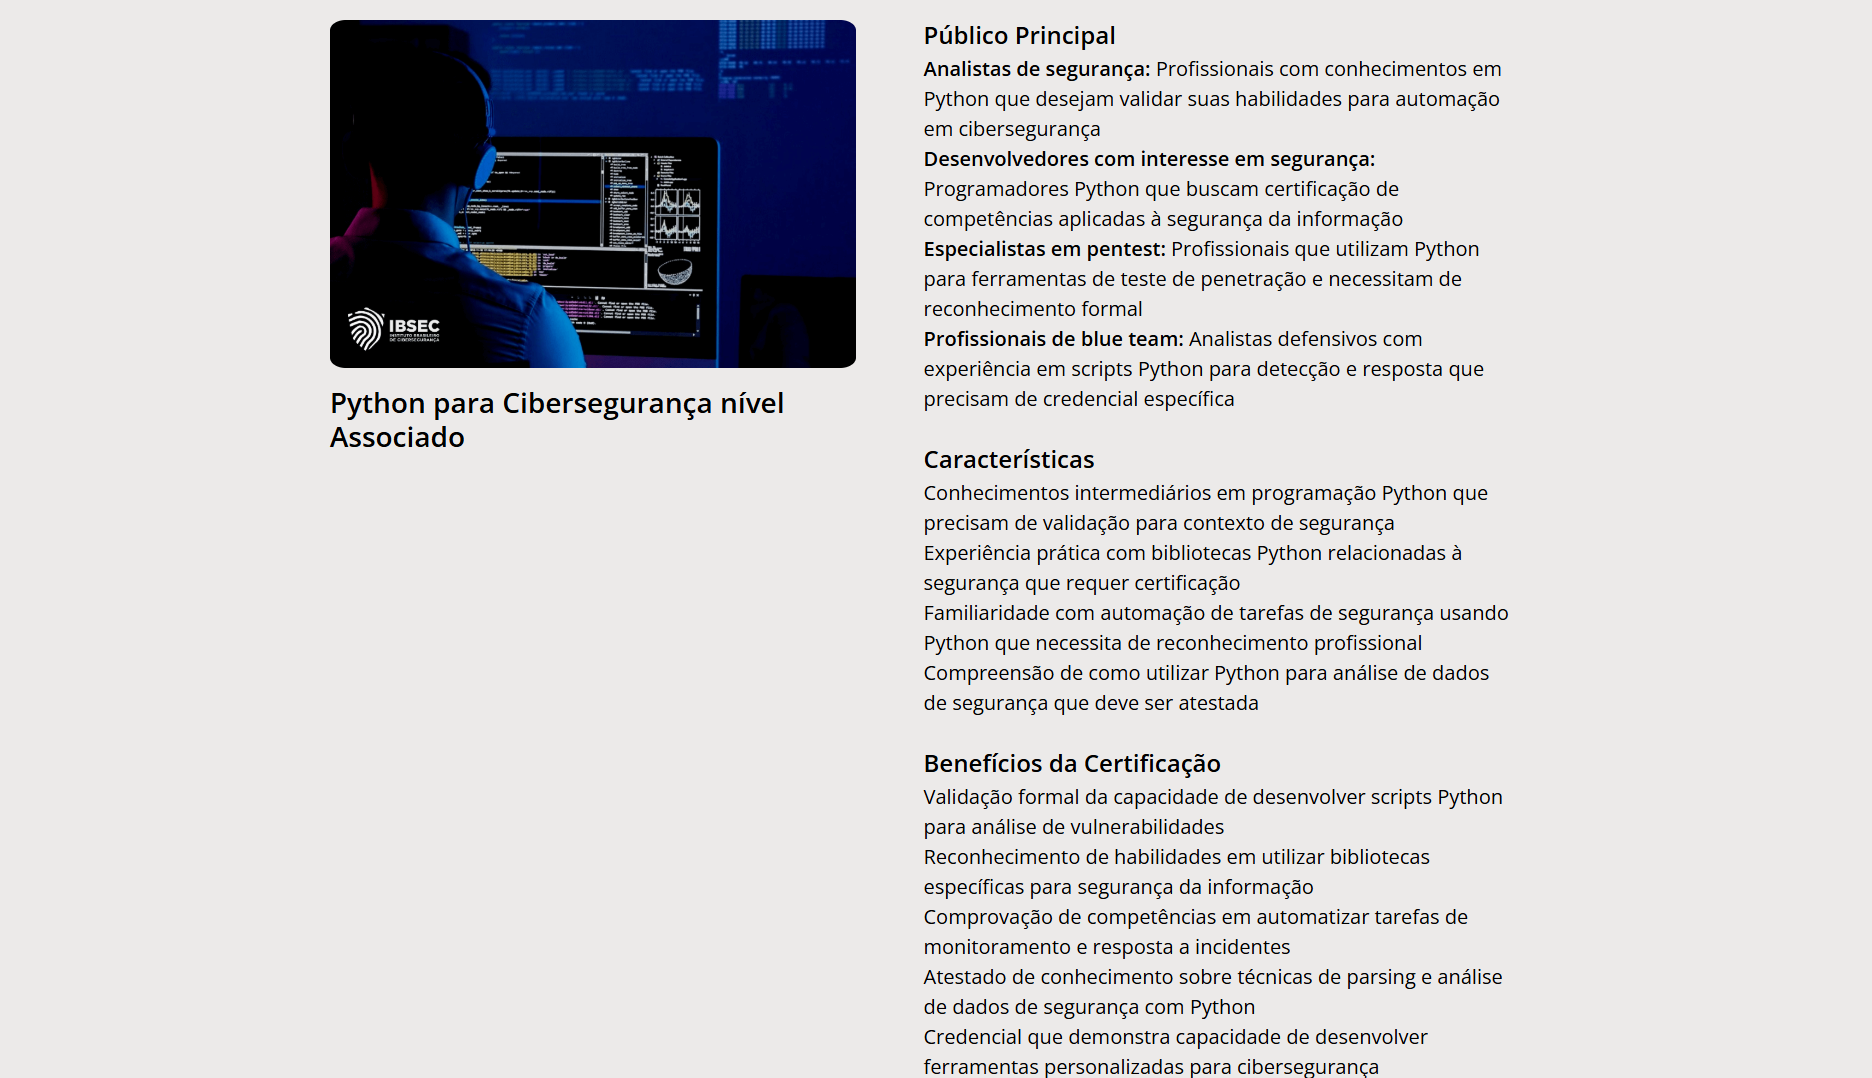 IBSEC
INSTITUTO BRASILEIRO
DE CIBERSEGURANÇA
Python para Cibersegurança nível
Associado
Público Principal
Analistas de segurança: Profissionais com conhecimentos em
Python que desejam validar suas habilidades para automação
em cibersegurança
Desenvolvedores com interesse em segurança:
Programadores Python que buscam certificação de
competências aplicadas à segurança da informação
Especialistas em pentest: Profissionais que utilizam Python
para ferramentas de teste de penetração e necessitam de
reconhecimento formal
Profissionais de blue team: Analistas defensivos com
experiência em scripts Python para detecção e resposta que
precisam de credencial específica
Características
Conhecimentos intermediários em programação Python que
precisam de validação para contexto de segurança
Experiência prática com bibliotecas Python relacionadas à
segurança que requer certificação
Familiaridade com automação de tarefas de segurança usando
Python que necessita de reconhecimento profissional
Compreensão de como utilizar Python para análise de dados
de segurança que deve ser atestada
Benefícios da Certificação
Validação formal da capacidade de desenvolver scripts Python
para análise de vulnerabilidades
Reconhecimento de habilidades em utilizar bibliotecas
específicas para segurança da informação
Comprovação de competências em automatizar tarefas de
monitoramento e resposta a incidentes
Atestado de conhecimento sobre técnicas de parsing e análise
de dados de segurança com Python
Credencial que demonstra capacidade de desenvolver
ferramentas personalizadas para cibersegurança